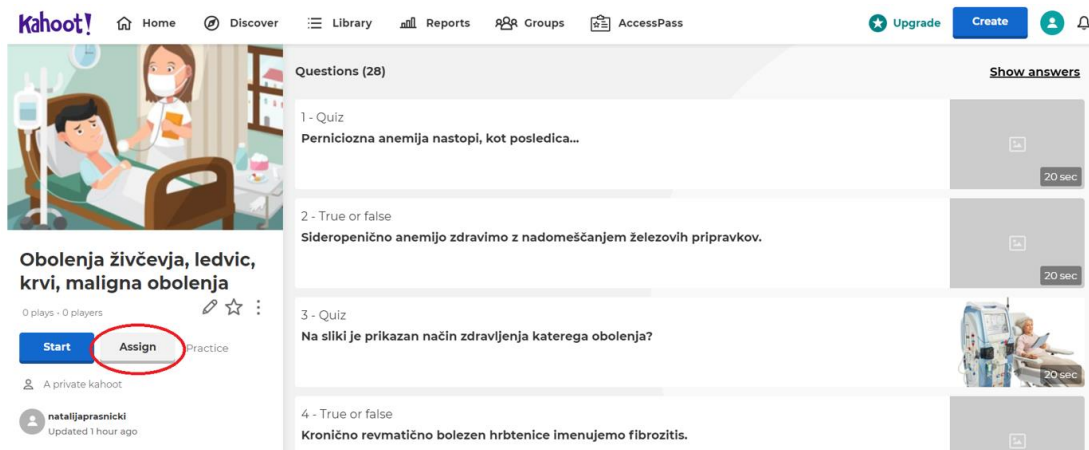 Kahoot!
Home
Discover
Library
Reports
Groups
AccessPass
Upgrade
Create
Obolenja živčevja, ledvic,
krvi, maligna obolenja
0 plays · 0 players
Start
Assign
Practice
A private kahoot
natalijaprasnicki
Updated 1 hour ago
Questions (28)
Show answers
1 - Quiz
Perniciozna anemija nastopi, kot posledica...
20 sec
2 - True or false
Sideropenično anemijo zdravimo z nadomeščanjem železovih pripravkov.
20 sec
3 - Quiz
Na sliki je prikazan način zdravljenja katerega obolenja?
20 sec
4 - True or false
Kronično revmatično bolezen hrbtenice imenujemo fibrozitis.